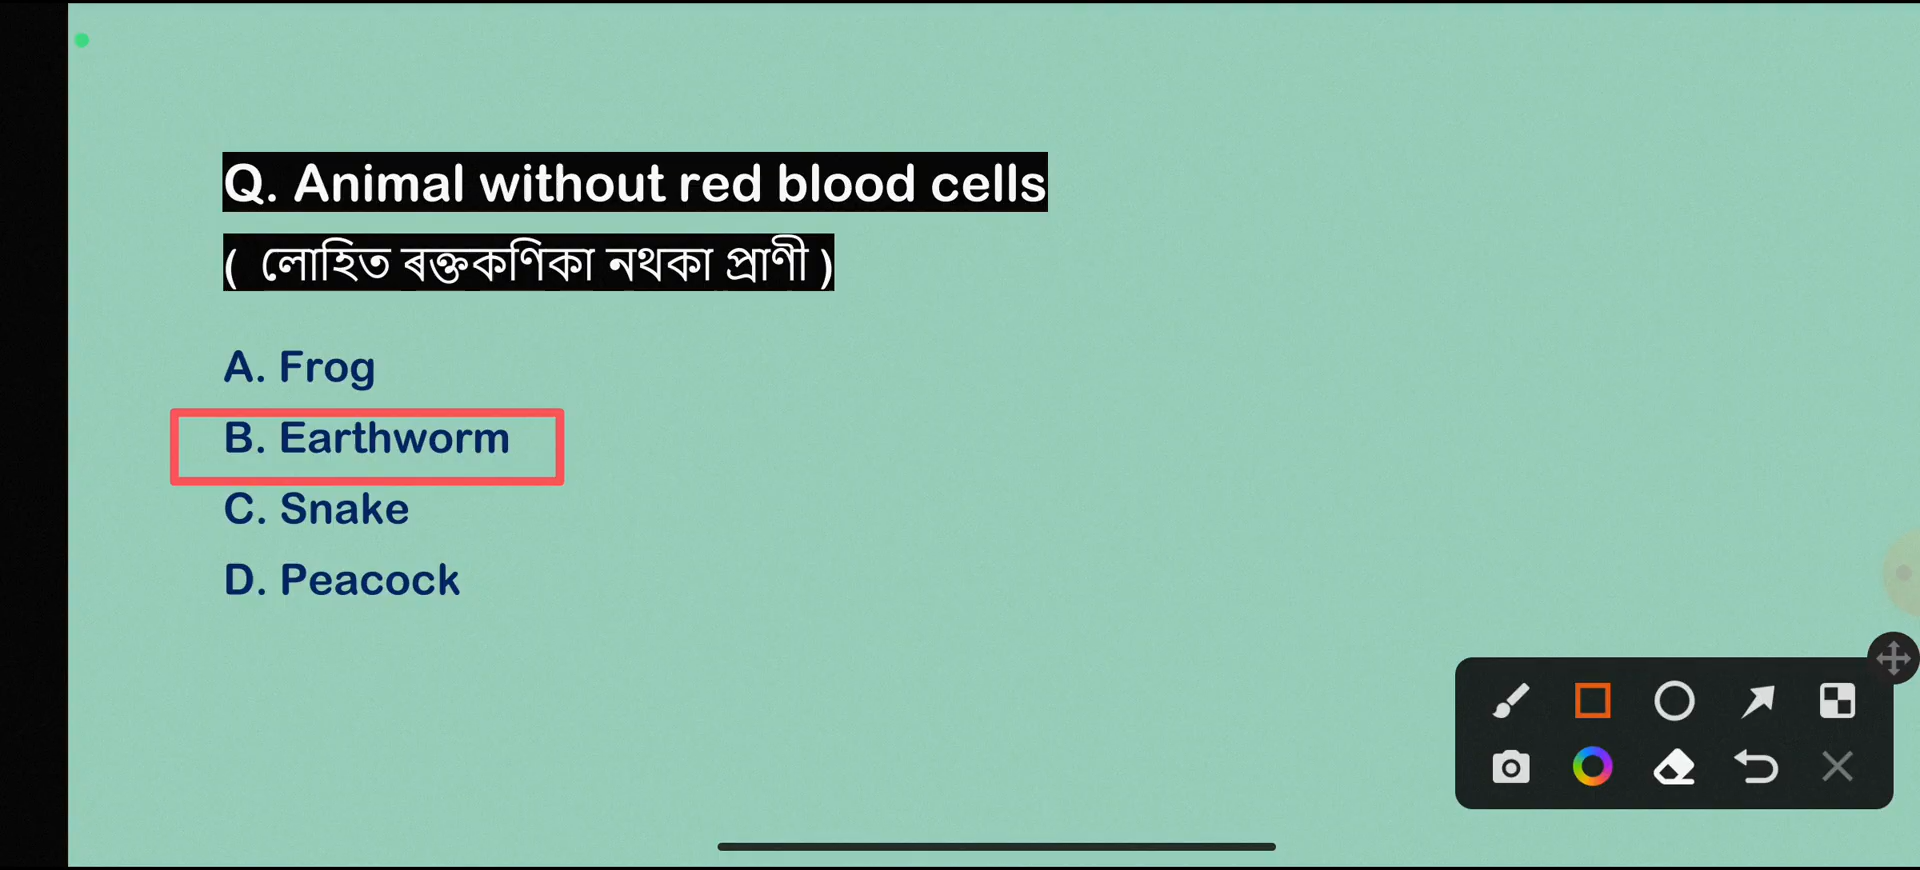 Q. Animal without red blood cells
( লোহিত ৰক্তকণিকা নথকা প্ৰাণী )
A. Frog
B. Earthworm
C. Snake
D. Peacock